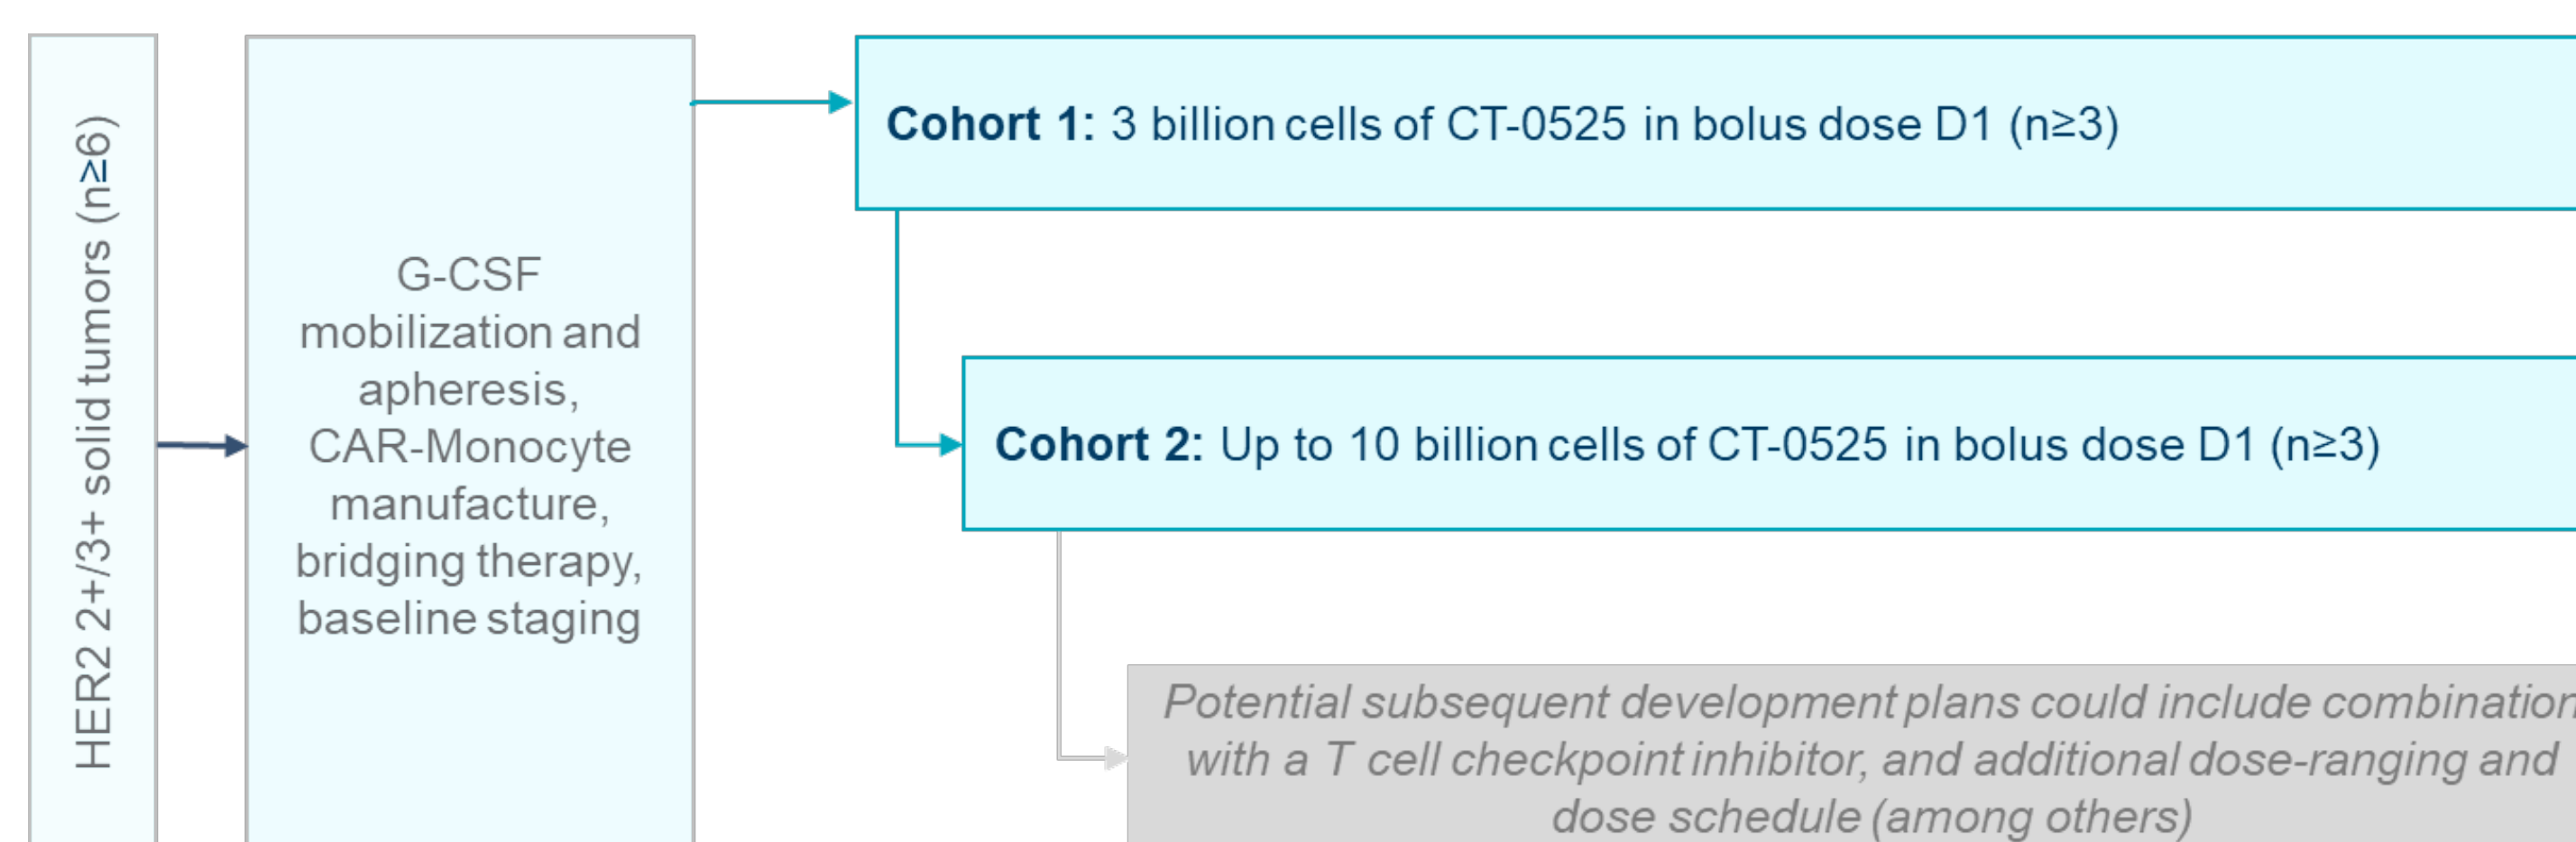 HER2 2+/3+ solid tumors (n≥6)
G-CSF
mobilization and
apheresis,
CAR-Monocyte
manufacture,
bridging therapy,
baseline staging
Cohort 1: 3 billion cells of CT-0525 in bolus dose D1 (n≥3)
Cohort 2: Up to 10 billion cells of CT-0525 in bolus dose D1 (n≥3)
Potential subsequent development plans could include combination
with a T cell checkpoint inhibitor, and additional dose-ranging and
dose schedule (among others)